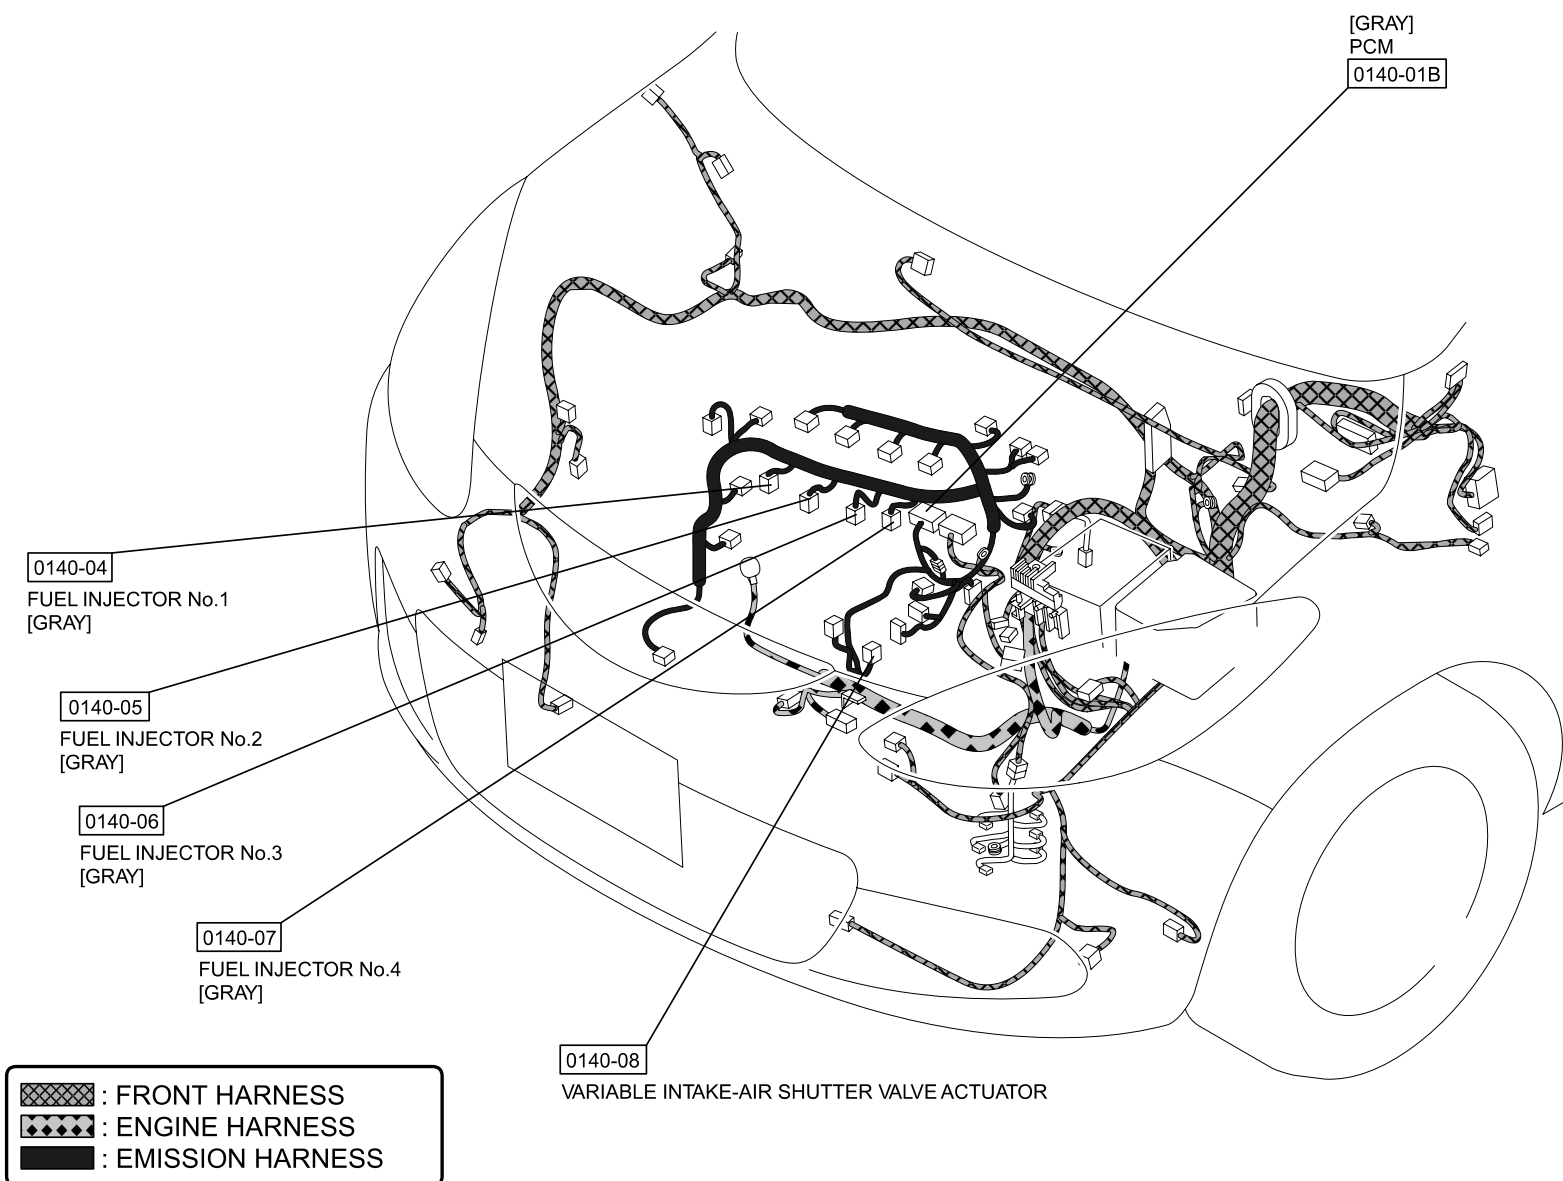 [GRAY]
PCM
0140-01B
0140-04
FUEL INJECTOR No.1
[GRAY]
0140-05
FUEL INJECTOR No.2
[GRAY]
0140-06
FUEL INJECTOR No.3
[GRAY]
0140-07
FUEL INJECTOR No.4
[GRAY]
0140-08
VARIABLE INTAKE-AIR SHUTTER VALVE ACTUATOR
: FRONT HARNESS
: ENGINE HARNESS
: EMISSION HARNESS